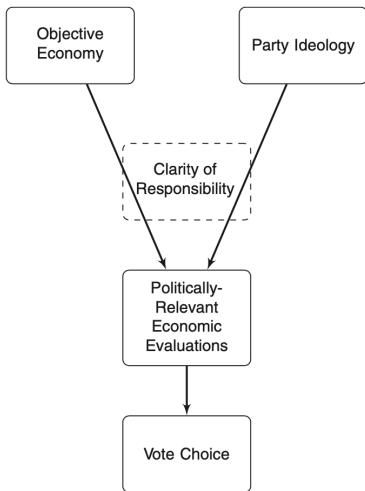 Objective
Economy
Party Ideology
Clarity of
Responsibility
Politically-
Relevant
Economic
Evaluations
Vote Choice